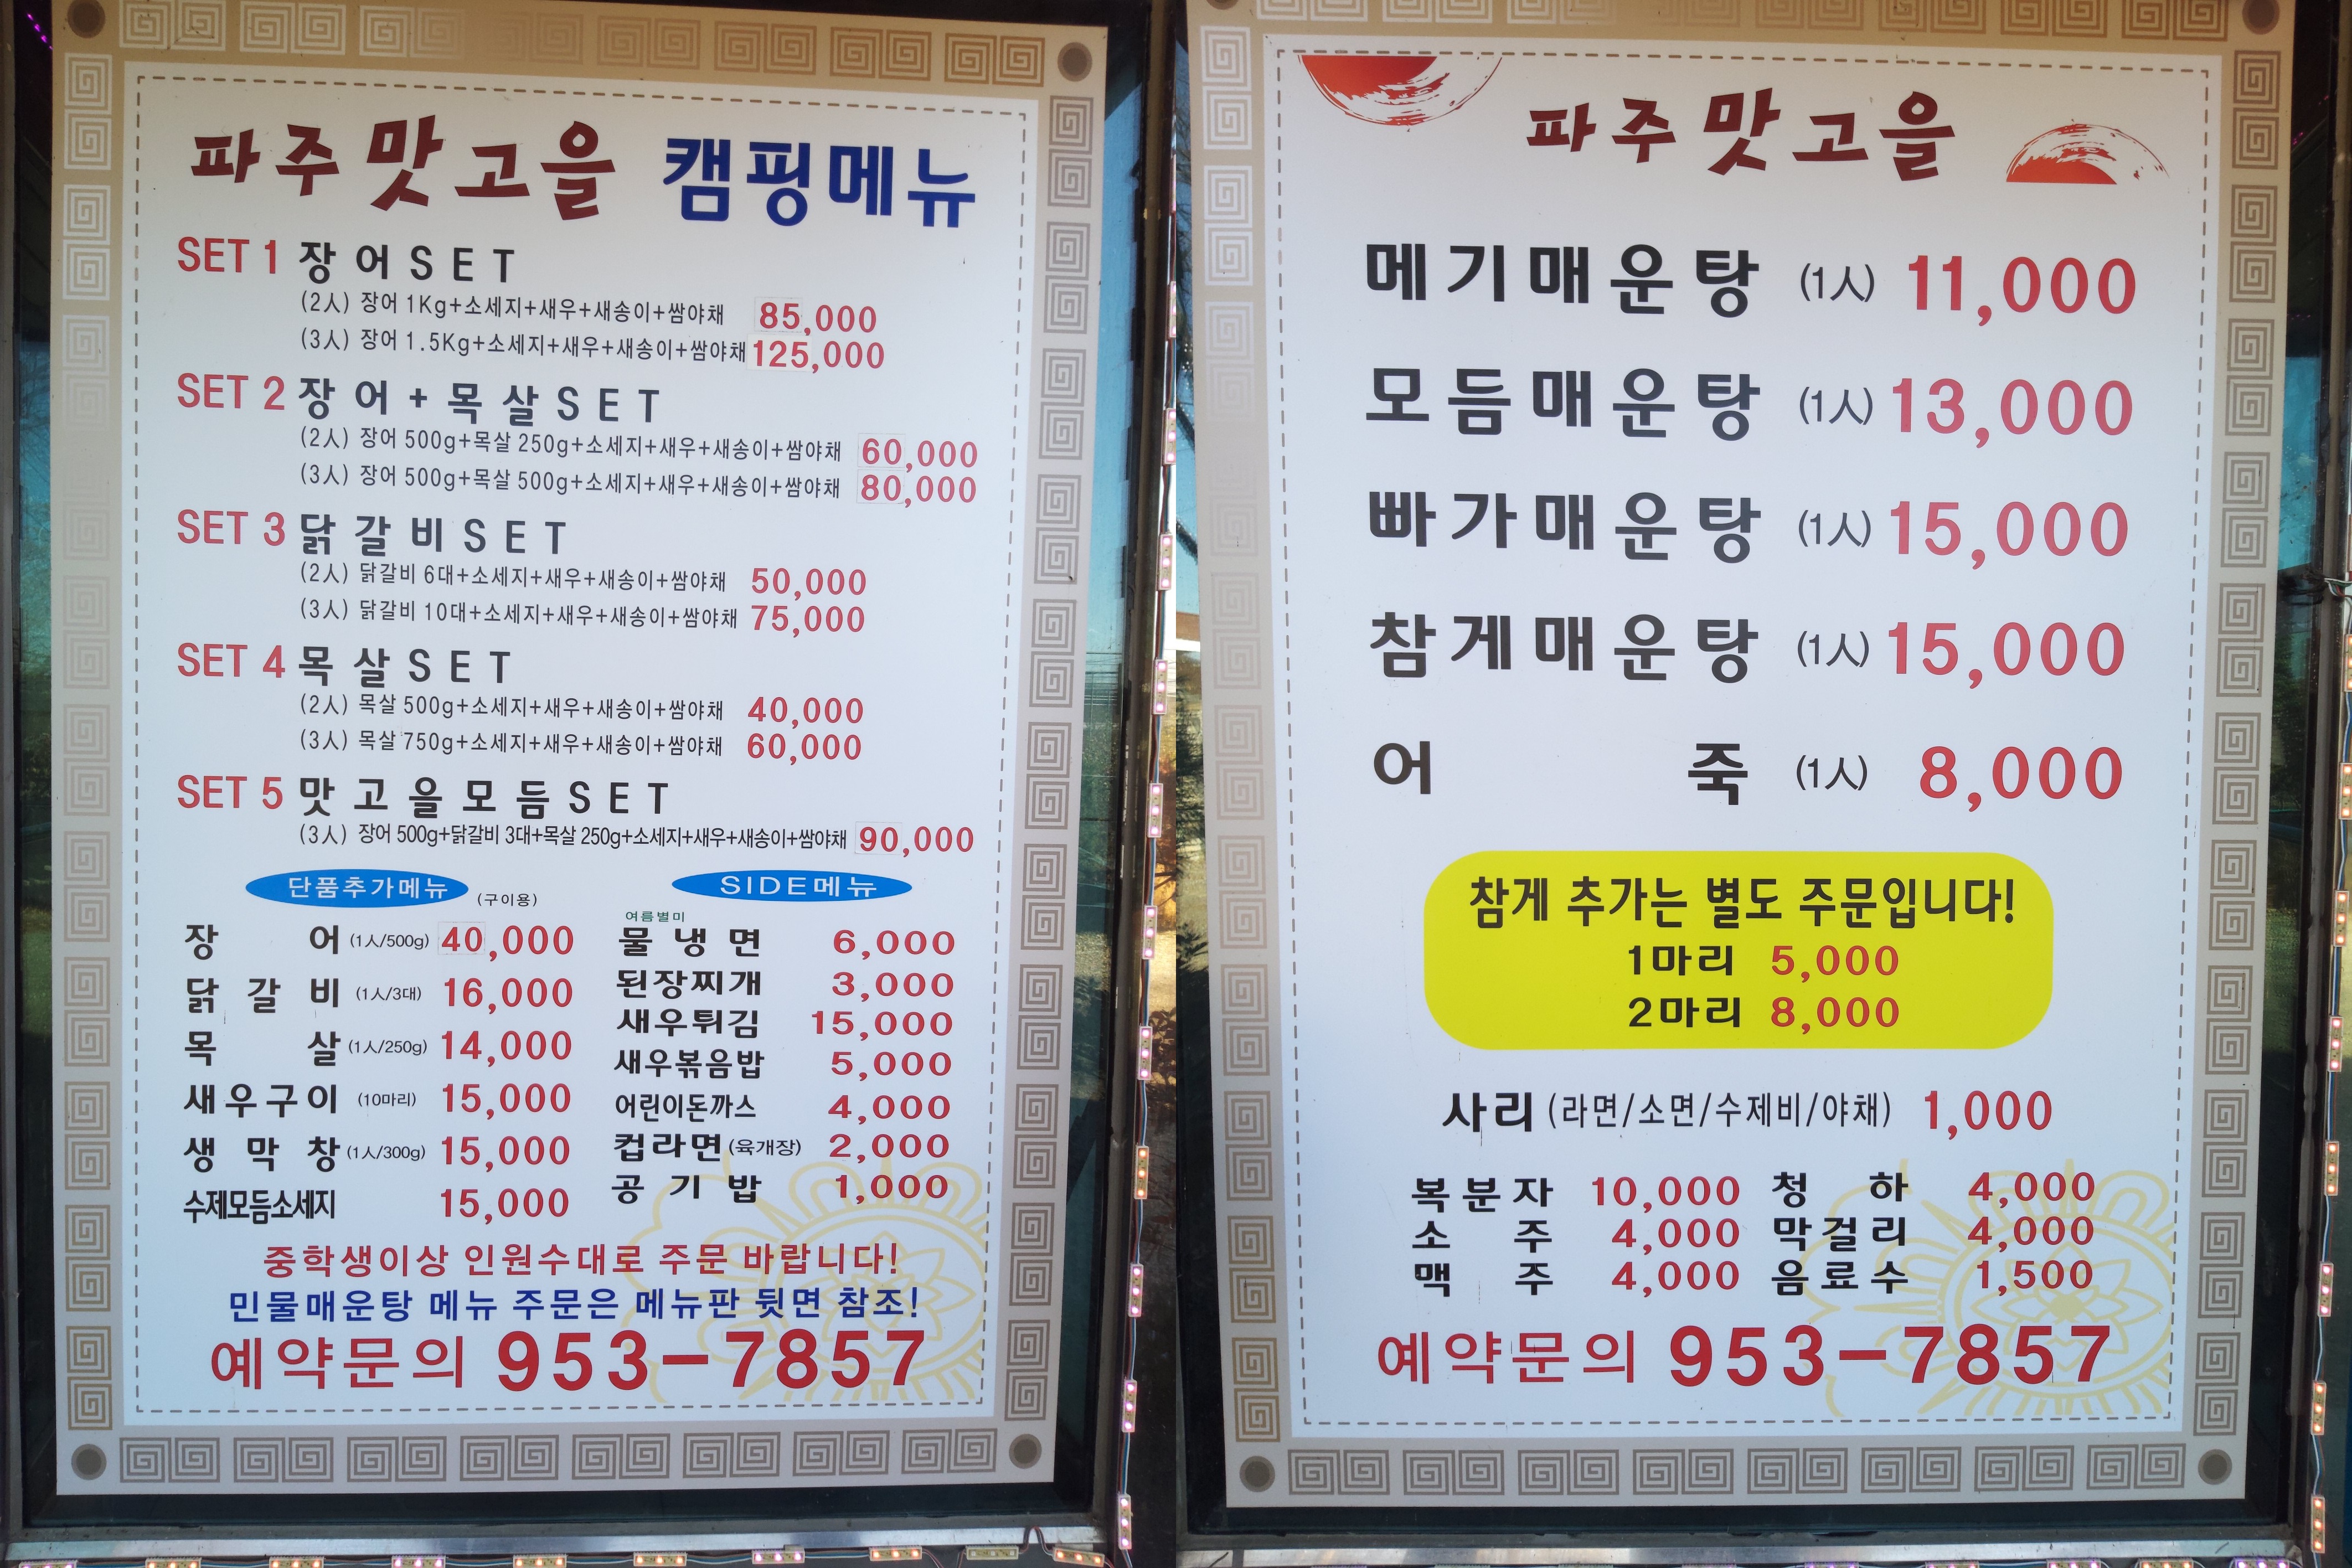 파주맛고을 캠핑메뉴
SET 1 장어SET
(2人) 장어 1Kg+소세지+새우+새송이+쌈야채 85,000
(3人) 장어 1.5Kg+소세지+새우+새송이+쌈야채 125,000
SET 2 장어+목살SET
(2人) 장어 500g+목살 250g+소세지+새우+새송이+쌈야채 60,000
(3人) 장어 500g+목살 500g+소세지+새우+새송이+쌈야채 80,000
SET 3 닭갈비SET
(2人) 닭갈비 6대+소세지+새우+새송이+쌈야채 50,000
(3人) 닭갈비 10대+소세지+새우+새송이+쌈야채 75,000
SET 4 목살SET
(2人) 목살 500g+소세지+새우+새송이+쌈야채 40,000
(3人) 목살 750g+소세지+새우+새송이+쌈야채 60,000
SET 5 맛고을모듬SET
(3人) 장어 500g+닭갈비 3대+목살 250g+소세지+새우+새송이+쌈야채 90,000
단품추가메뉴 (구이용)
장어 (1人/500g) 40,000
닭갈비 (1人/3대) 16,000
목살 (1人/250g) 14,000
새우구이 (10마리) 15,000
생막창 (1人/300g) 15,000
수제모듬소세지 15,000
SIDE메뉴
여름별미
물냉면 6,000
된장찌개 3,000
새우튀김 15,000
새우볶음밥 5,000
어린이돈까스 4,000
컵라면 (육개장) 2,000
공기밥 1,000
중학생이상 인원수대로 주문 바랍니다!
민물매운탕 메뉴 주문은 메뉴판 뒷면 참조!
예약문의 953-7857
파주맛고을
메기매운탕 (1人) 11,000
모듬매운탕 (1人) 13,000
빠가매운탕 (1人) 15,000
참게매운탕 (1人) 15,000
어죽 (1人) 8,000
참게 추가는 별도 주문입니다!
1마리 5,000
2마리 8,000
사리 (라면/소면/수제비/야채) 1,000
복분자 10,000 청하 4,000
소주 4,000 막걸리 4,000
맥주 4,000 음료수 1,500
예약문의 953-7857